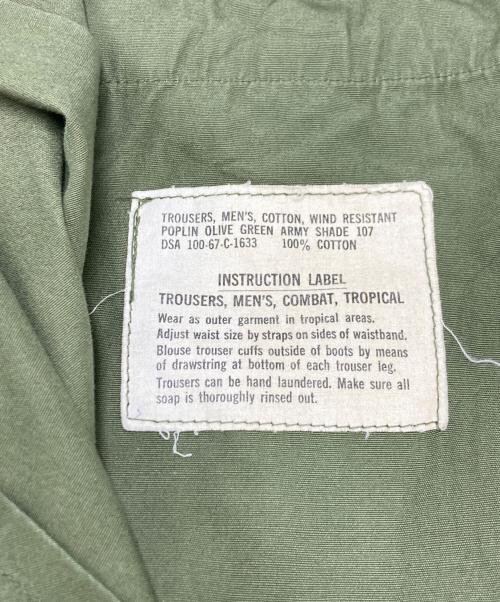 TROUSERS, MEN'S, COTTON, WIND RESISTANT
POPLIN OLIVE GREEN ARMY SHADE 107
DSA 100-67-C-1633 100% COTTON
INSTRUCTION LABEL
TROUSERS, MEN'S, COMBAT, TROPICAL
Wear as outer garment in tropical areas.
Adjust waist size by straps on sides of waistband.
Blouse trouser cuffs outside of boots by means
of drawstring at bottom of each trouser leg.
Trousers can be hand laundered. Make sure all
soap is thoroughly rinsed out.